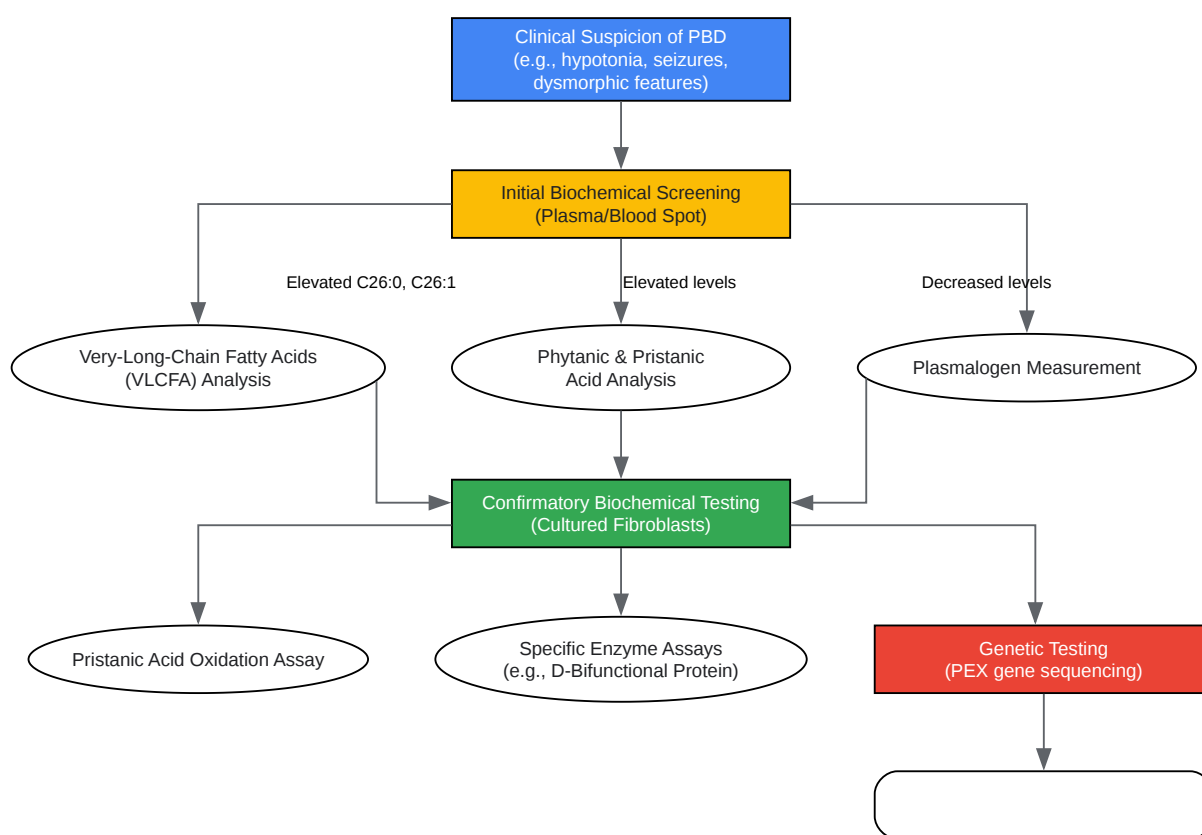 Clinical Suspicion of PBD
(e.g., hypotonia, seizures,
dysmorphic features)
Initial Biochemical Screening
(Plasma/Blood Spot)
Elevated C26:0, C26:1
Elevated levels
Decreased levels
Very-Long-Chain Fatty Acids
(VLCFA) Analysis
Phytanic & Pristanic
Acid Analysis
Plasmalogen Measurement
Confirmatory Biochemical Testing
(Cultured Fibroblasts)
Pristanic Acid Oxidation Assay
Specific Enzyme Assays
(e.g., D-Bifunctional Protein)
Genetic Testing
(PEX gene sequencing)